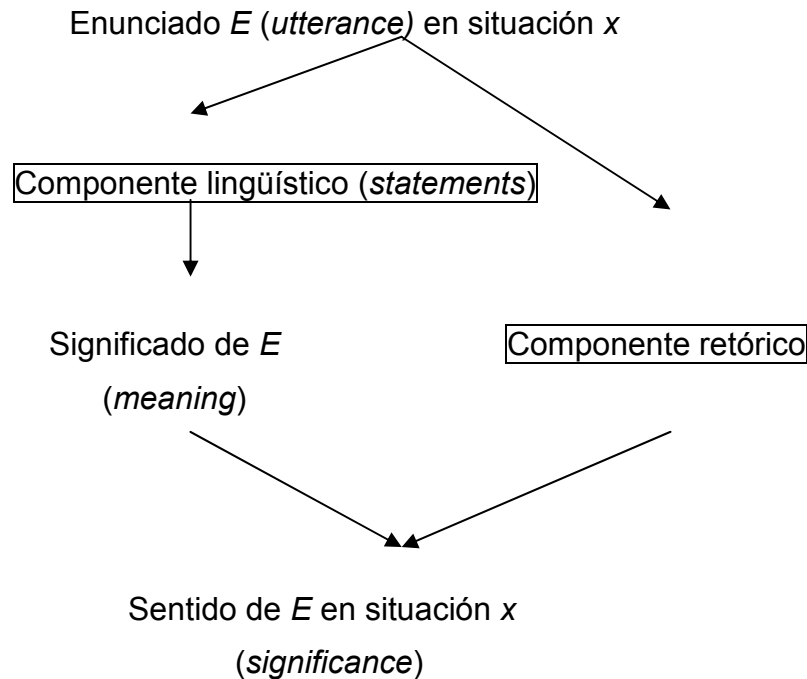 Enunciado E (utterance) en situación x
Componente lingüístico (statements)
Significado de E
(meaning)
Componente retórico
Sentido de E en situación x
(significance)